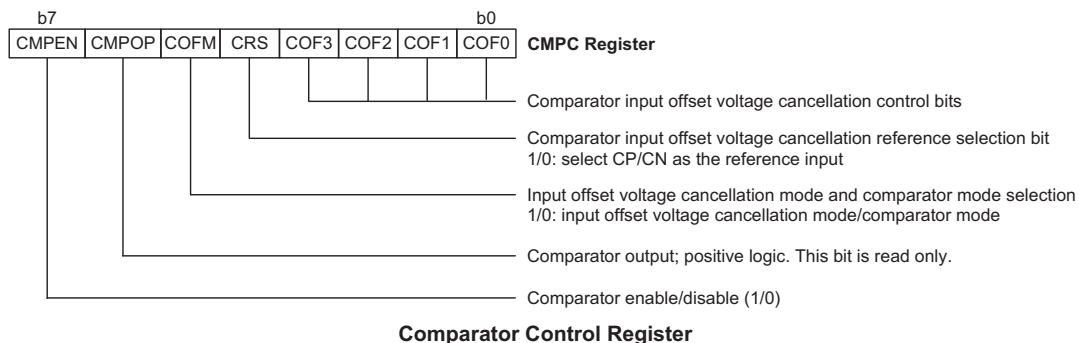 b7 b0
CMPEN CMPOP COFM CRS COF3 COF2 COF1 COF0 CMPC Register
Comparator input offset voltage cancellation control bits
Comparator input offset voltage cancellation reference selection bit
1/0: select CP/CN as the reference input
Input offset voltage cancellation mode and comparator mode selection
1/0: input offset voltage cancellation mode/comparator mode
Comparator output; positive logic. This bit is read only.
Comparator enable/disable (1/0)
Comparator Control Register